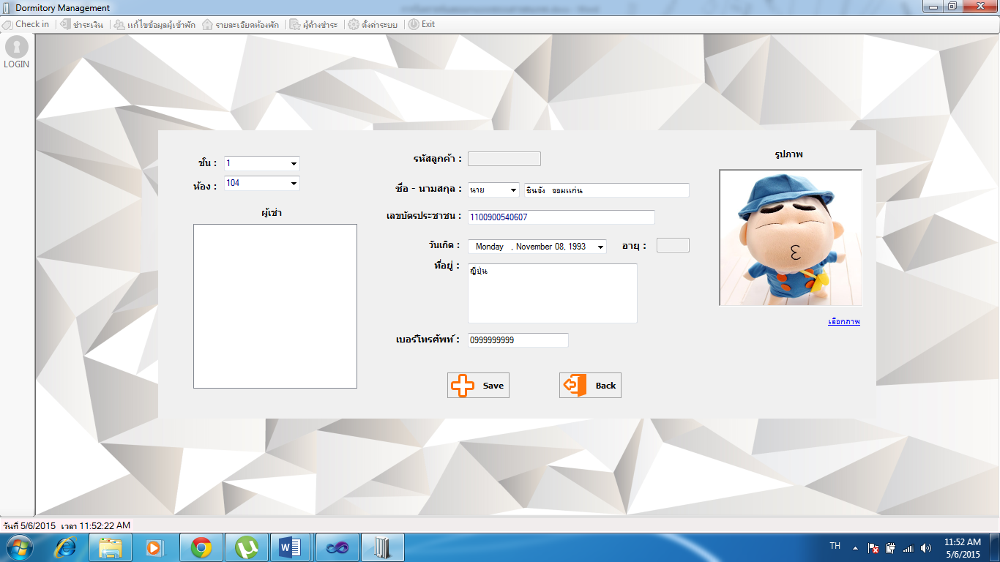 Dormitory Management
Check in ชำระเงิน แก้ไขข้อมูลผู้เข้าพัก รายละเอียดห้องพัก ผู้ค้างชำระ ตั้งค่าระบบ Exit
LOGIN
ชั้น : 1
ห้อง : 104
ผู้เช่า
รหัสลูกค้า :
ชื่อ - นามสกุล : นาย ชินจัง จอมแก่น
เลขบัตรประชาชน : 1100900540607
วันเกิด : Monday , November 08, 1993 อายุ :
ที่อยู่ : ญี่ปุ่น
เบอร์โทรศัพท์ : 0999999999
Save Back
รูปภาพ
เลือกภาพ
วันที่ 5/6/2015 เวลา 11:52:22 AM
TH 11:52 AM
5/6/2015